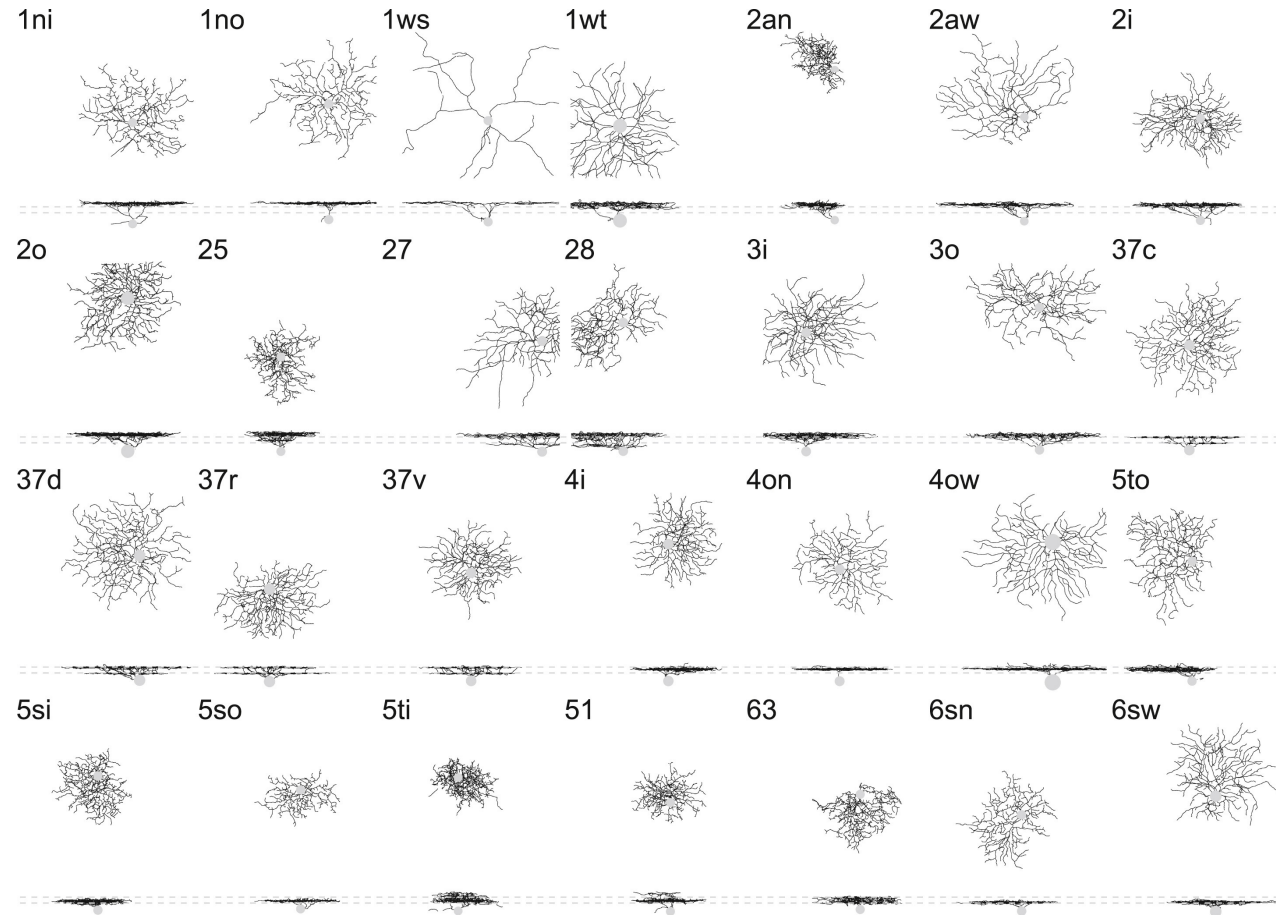 1ni 1no 1ws 1wt 2an 2aw 2i
2o 25 27 28 3i 3o 37c
37d 37r 37v 4i 4on 4ow 5to
5si 5so 5ti 51 63 6sn 6sw